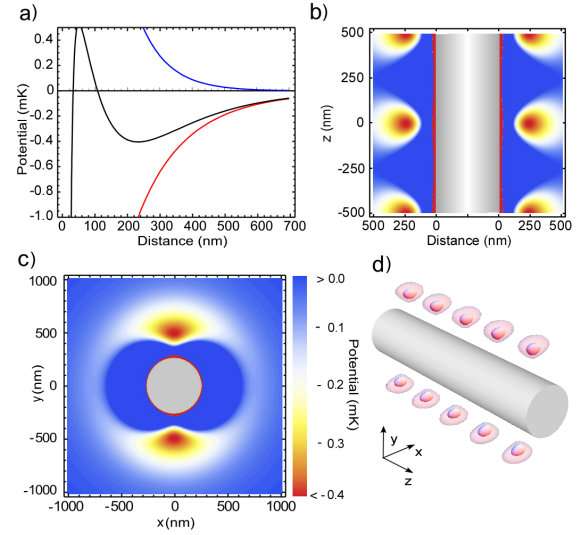 a)
0.4
0.2
0
-0.2
-0.4
-0.6
-0.8
-1.0
Potential (mK)
0 100 200 300 400 500 600 700
Distance (nm)
b)
500
250
0
-250
-500
z (nm)
500 250 0 0 250 500
Distance (nm)
c)
1000
500
0
-500
-1000
y(nm)
-1000 -500 0 500 1000
x(nm)
> 0.0
- 0.1
- 0.2
- 0.3
< - 0.4
Potential (mK)
d)
y
x
z